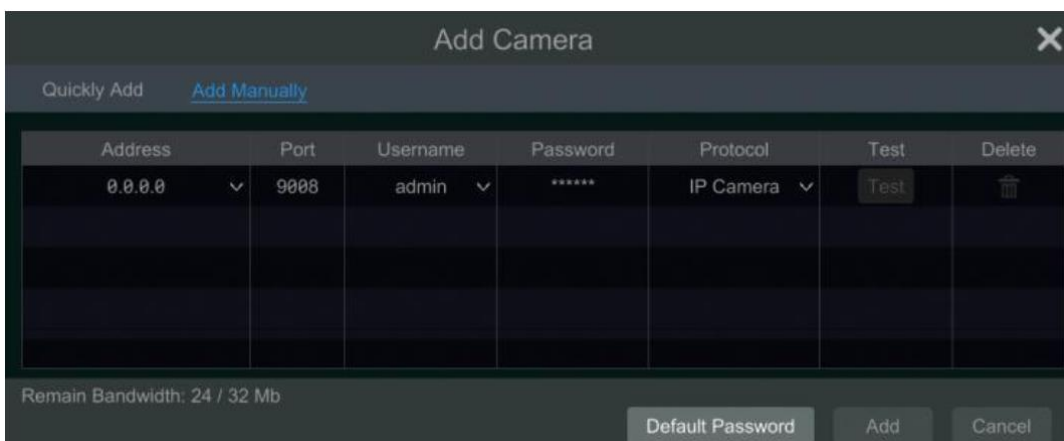 Add Camera
Quickly Add Add Manually
Address Port Username Password Protocol Test Delete
0.0.0.0 9008 admin ****** IP Camera Test
Remain Bandwidth: 24 / 32 Mb
Default Password Add Cancel